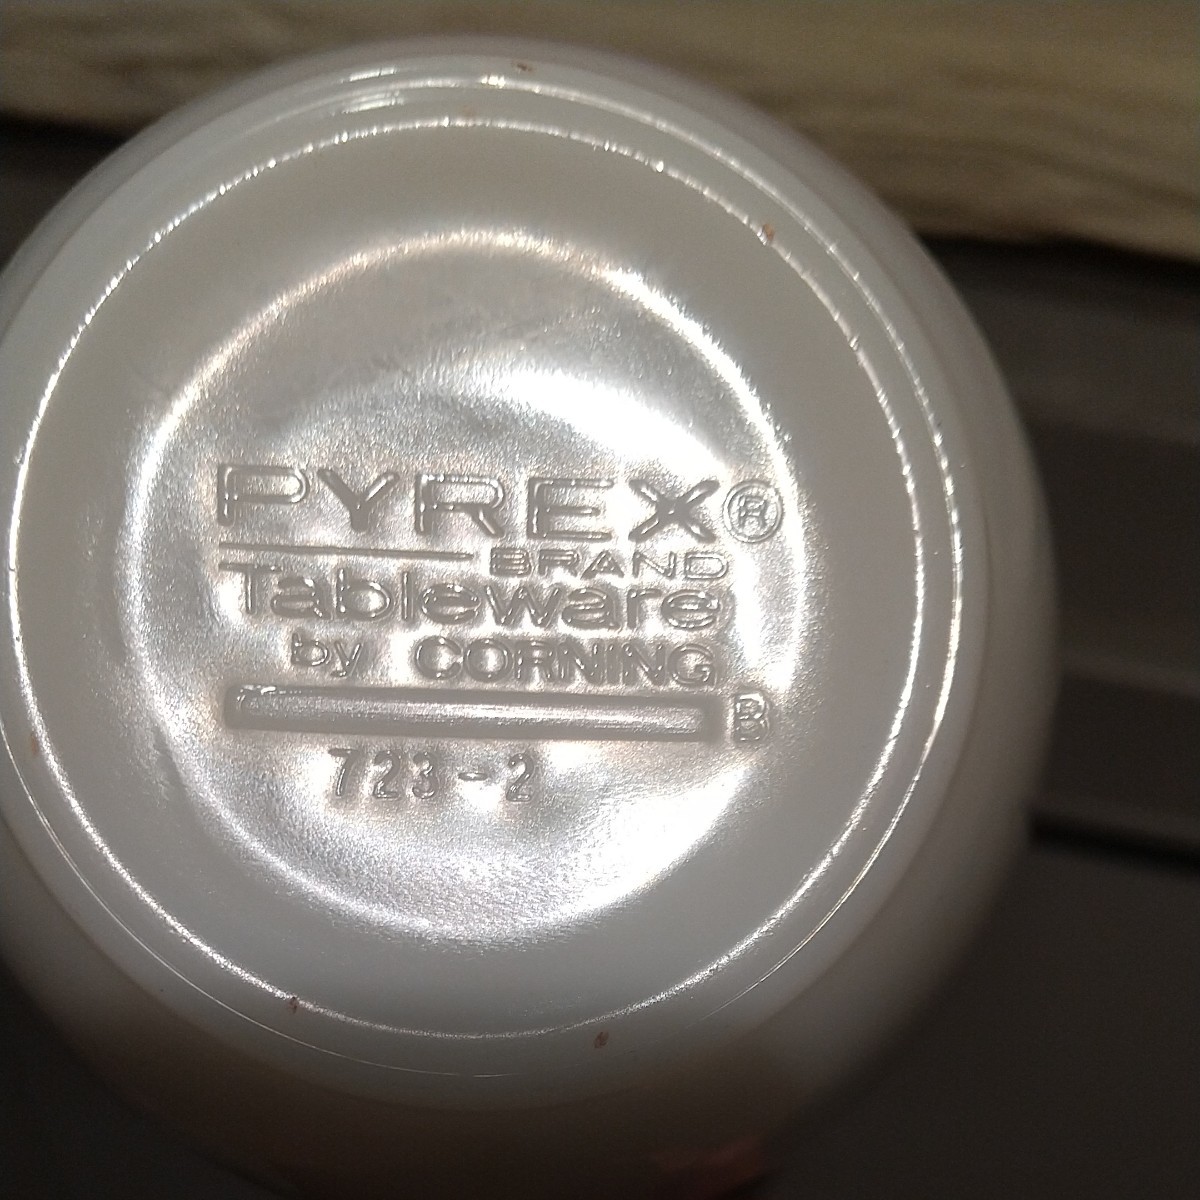 PYREX®
BRAND
Tableware
by CORNING
B
723-2